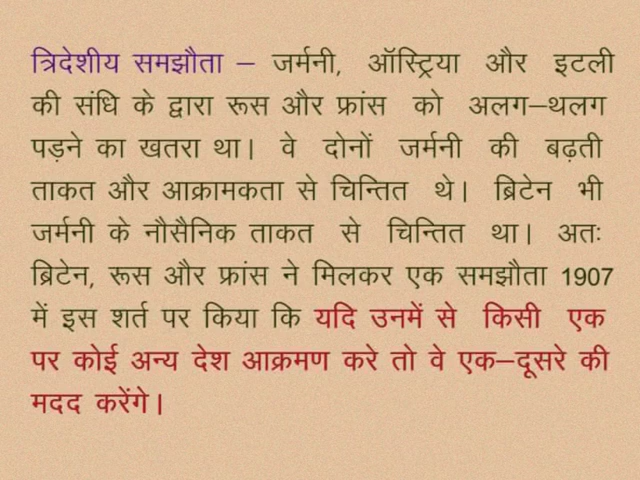 त्रिदेशीय समझौता – जर्मनी, ऑस्ट्रिया और इटली
की संधि के द्वारा रूस और फ्रांस को अलग–थलग
पड़ने का खतरा था। वे दोनों जर्मनी की बढ़ती
ताकत और आक्रामकता से चिन्तित थे। ब्रिटेन भी
जर्मनी के नौसैनिक ताकत से चिन्तित था। अतः
ब्रिटेन, रूस और फ्रांस ने मिलकर एक समझौता 1907
में इस शर्त पर किया कि यदि उनमें से किसी एक
पर कोई अन्य देश आक्रमण करे तो वे एक–दूसरे की
मदद करेंगे।